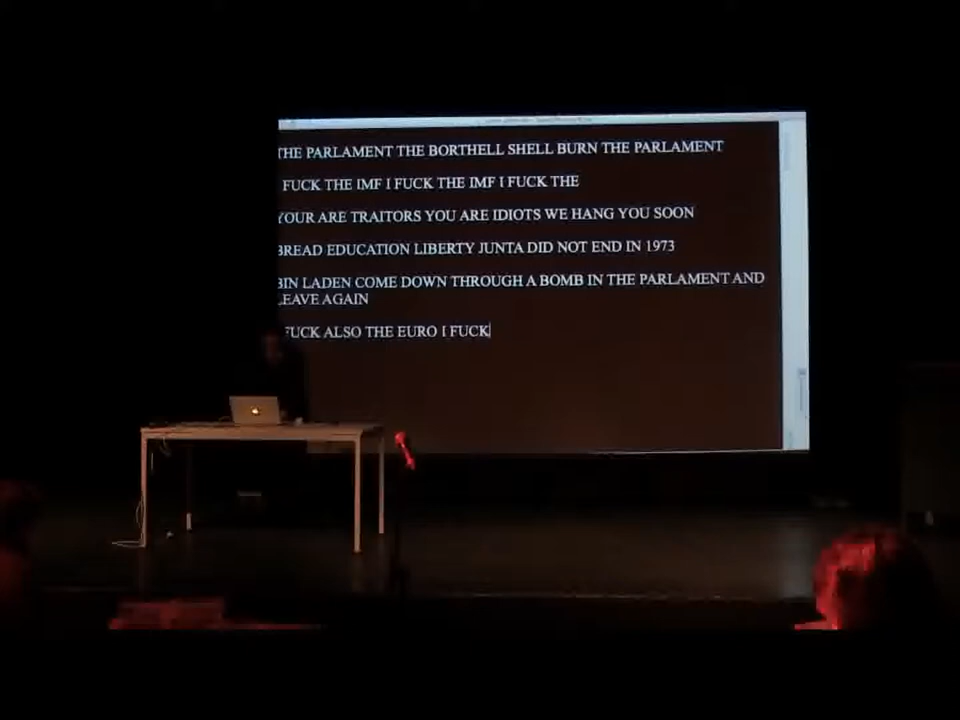 THE PARLAMENT THE BORTHELL SHELL BURN THE PARLAMENT
FUCK THE IMF I FUCK THE IMF I FUCK THE
YOUR ARE TRAITORS YOU ARE IDIOTS WE HANG YOU SOON
BREAD EDUCATION LIBERTY JUNTA DID NOT END IN 1973
BIN LADEN COME DOWN THROUGH A BOMB IN THE PARLAMENT AND
LEAVE AGAIN
FUCK ALSO THE EURO I FUCK